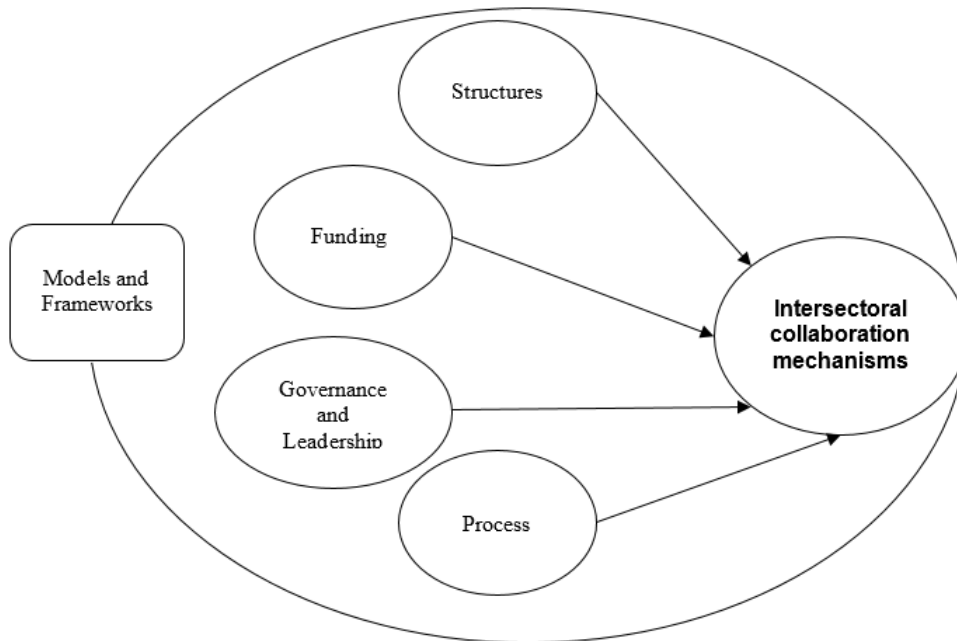 Structures
Funding
Models and
Frameworks
Intersectoral
collaboration
mechanisms
Governance
and
Leadership
Process